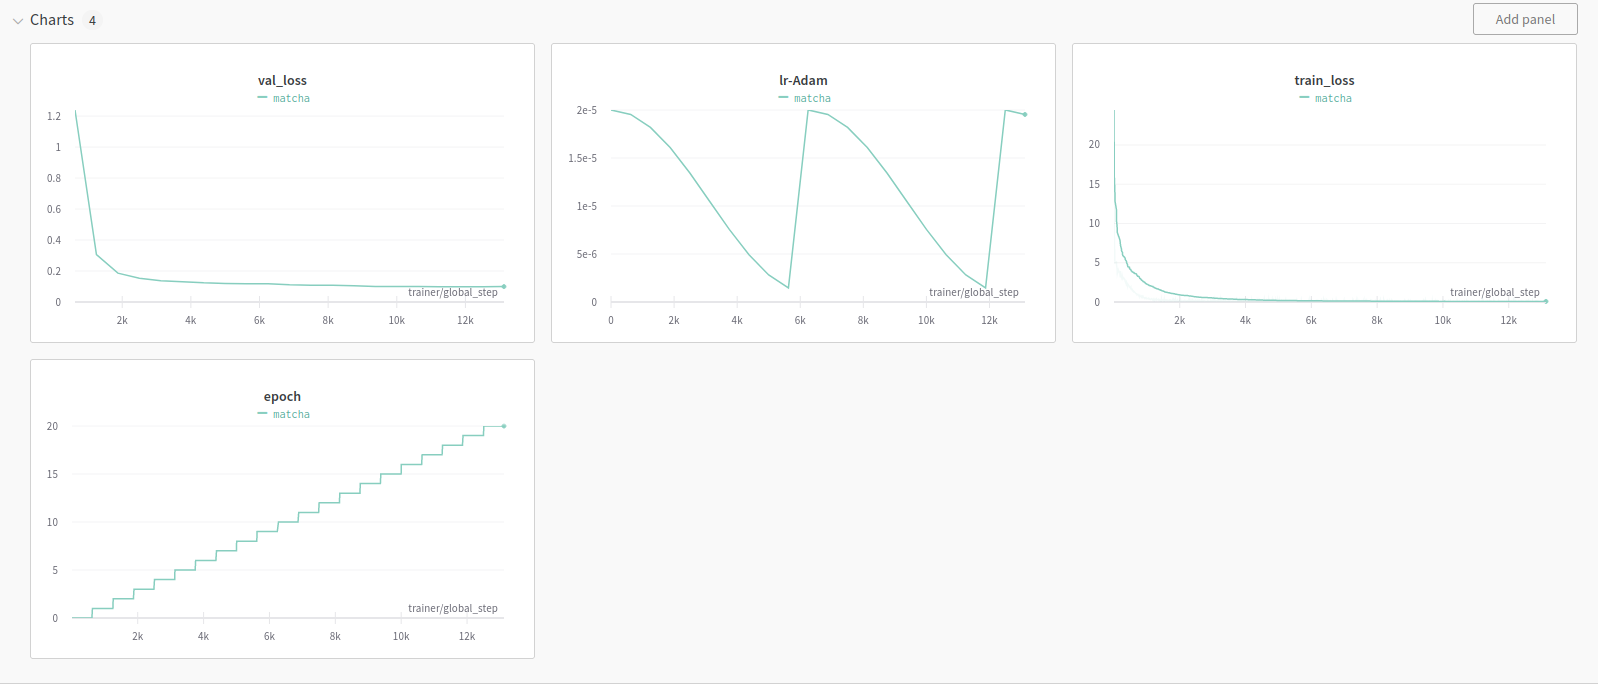 Charts 4
Add panel
val_loss
matcha
1.2
1
0.8
0.6
0.4
0.2
0
trainer/global_step
2k 4k 6k 8k 10k 12k
lr-Adam
matcha
2e-5
1.5e-5
1e-5
5e-6
0
trainer/global_step
0 2k 4k 6k 8k 10k 12k
train_loss
matcha
20
15
10
5
0
trainer/global_step
2k 4k 6k 8k 10k 12k
epoch
matcha
20
15
10
5
0
trainer/global_step
2k 4k 6k 8k 10k 12k